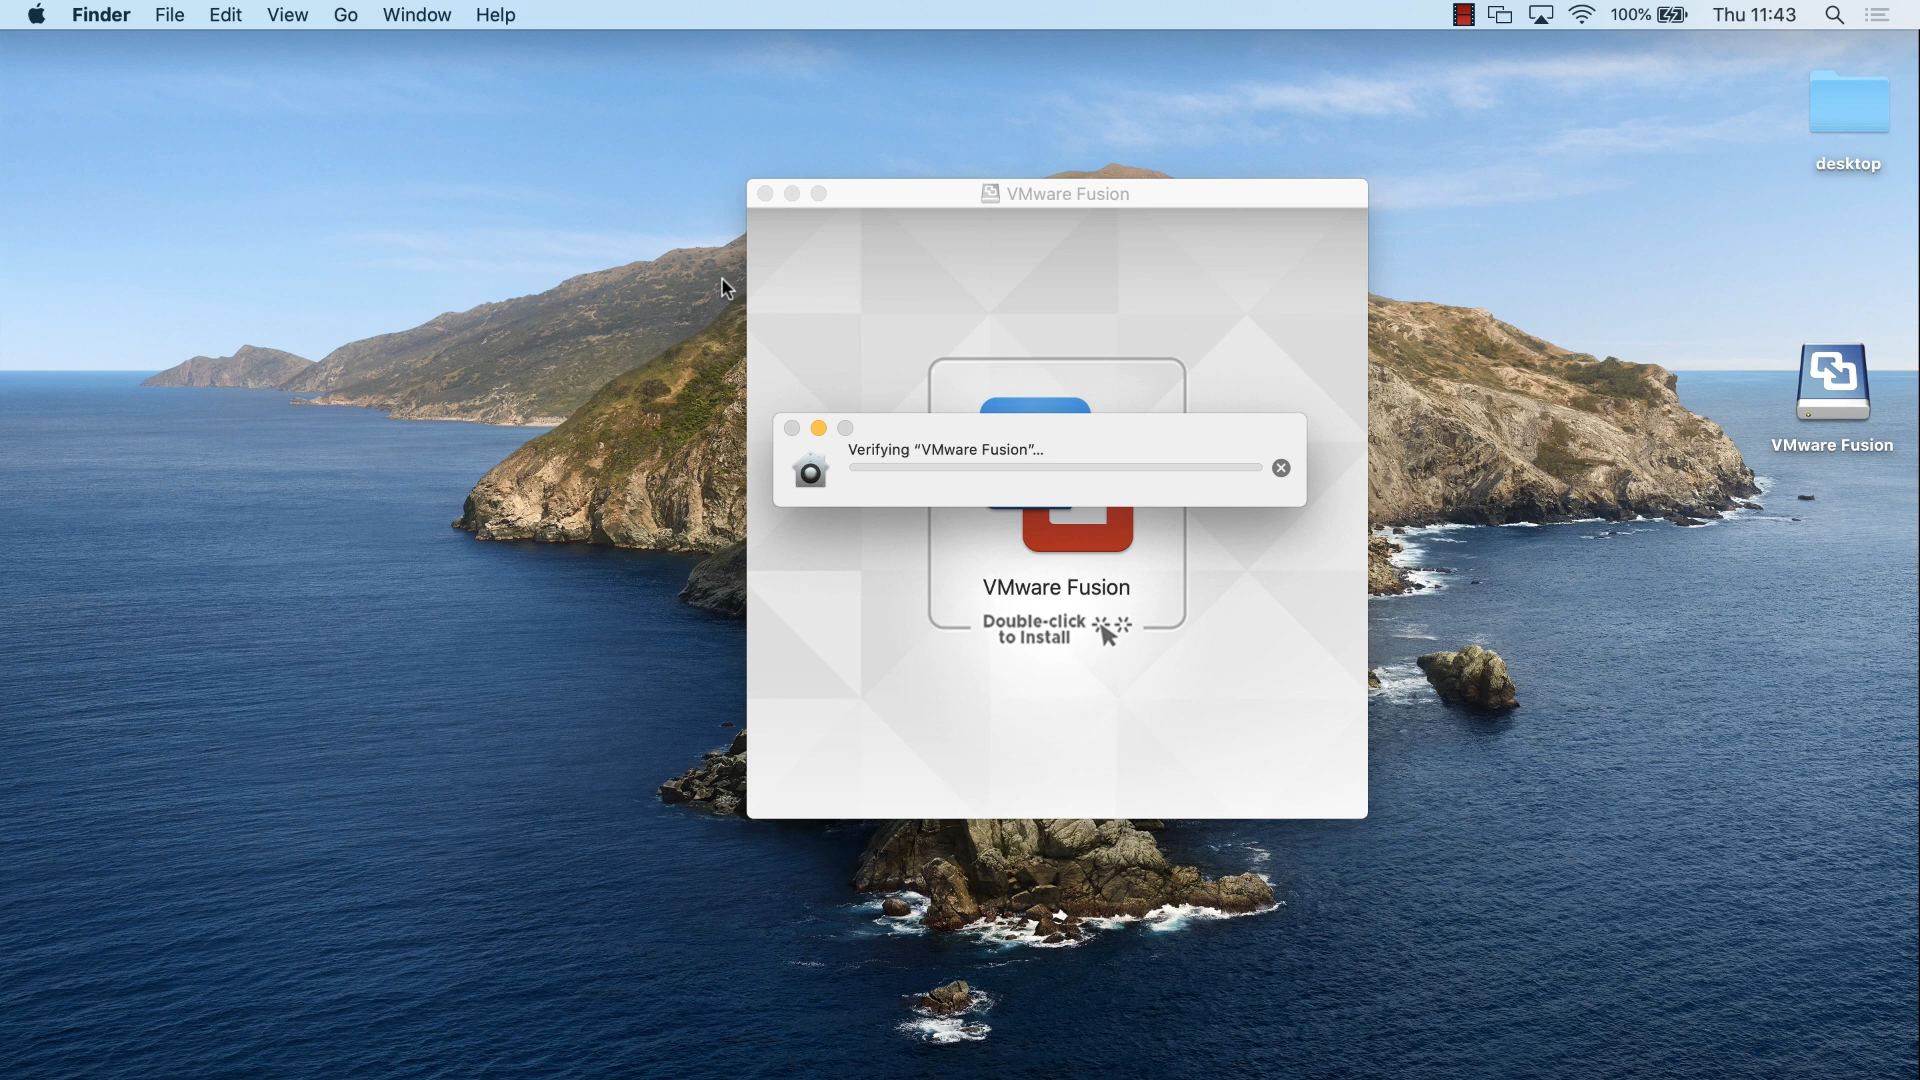 Finder File Edit View Go Window Help 100% Thu 11:43
desktop
VMware Fusion
Verifying “VMware Fusion”...
VMware Fusion
VMware Fusion
Double-click
to Install